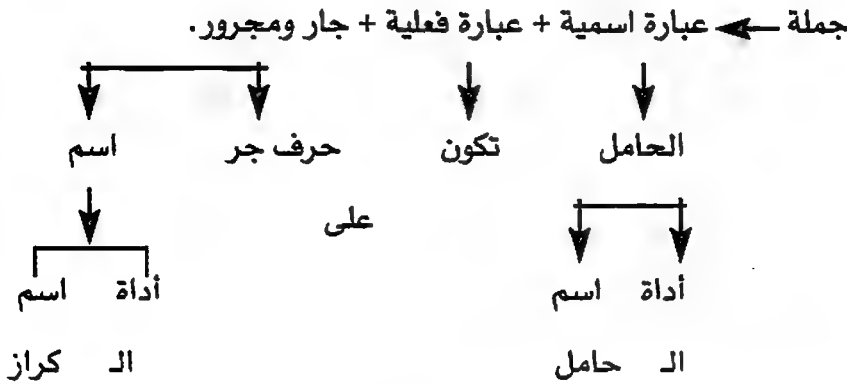 جملة ← عبارة اسمية + عبارة فعلية + جار ومجرور.
الحامل تكون حرف جر اسم
على
أداة اسم أداة اسم
الـ حامل الـ كراز